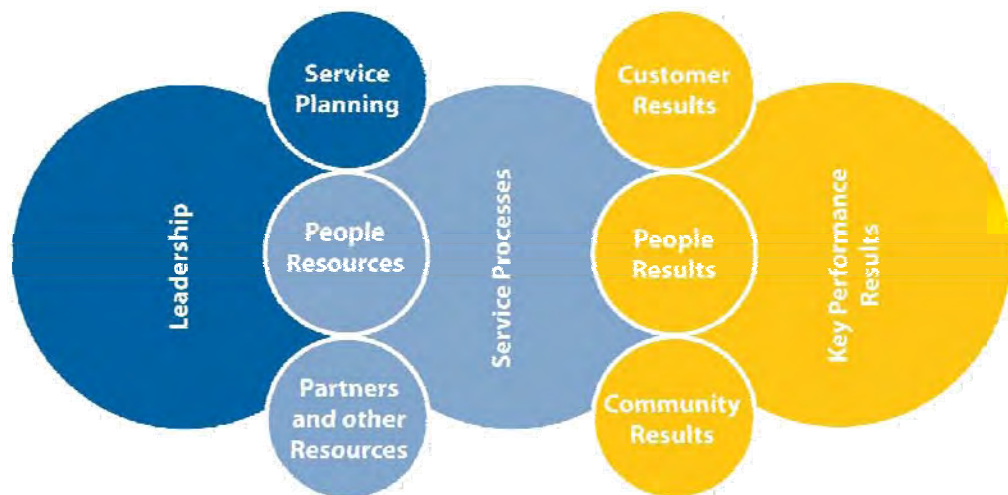 Leadership
Service
Planning
People
Resources
Partners
and other
Resources
Service Processes
Customer
Results
People
Results
Community
Results
Key Performance
Results